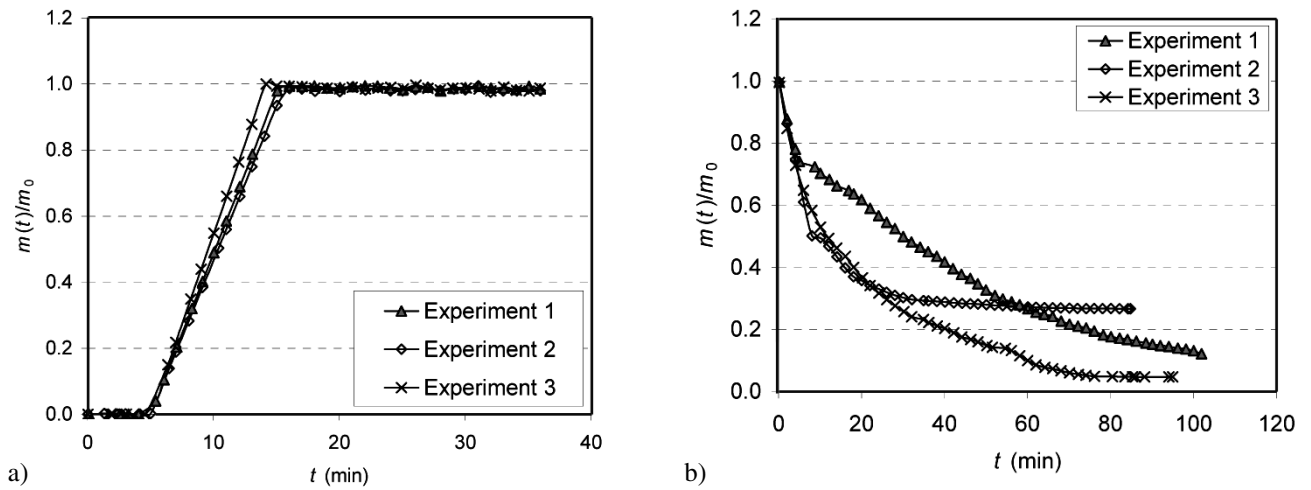 1.2
1.0
0.8
0.6
0.4
0.2
0.0
m(t)/m0
0 10 20 30 40
t (min)
Experiment 1
Experiment 2
Experiment 3
a)
1.2
1.0
0.8
0.6
0.4
0.2
0.0
m(t)/m0
0 20 40 60 80 100 120
t (min)
Experiment 1
Experiment 2
Experiment 3
b)